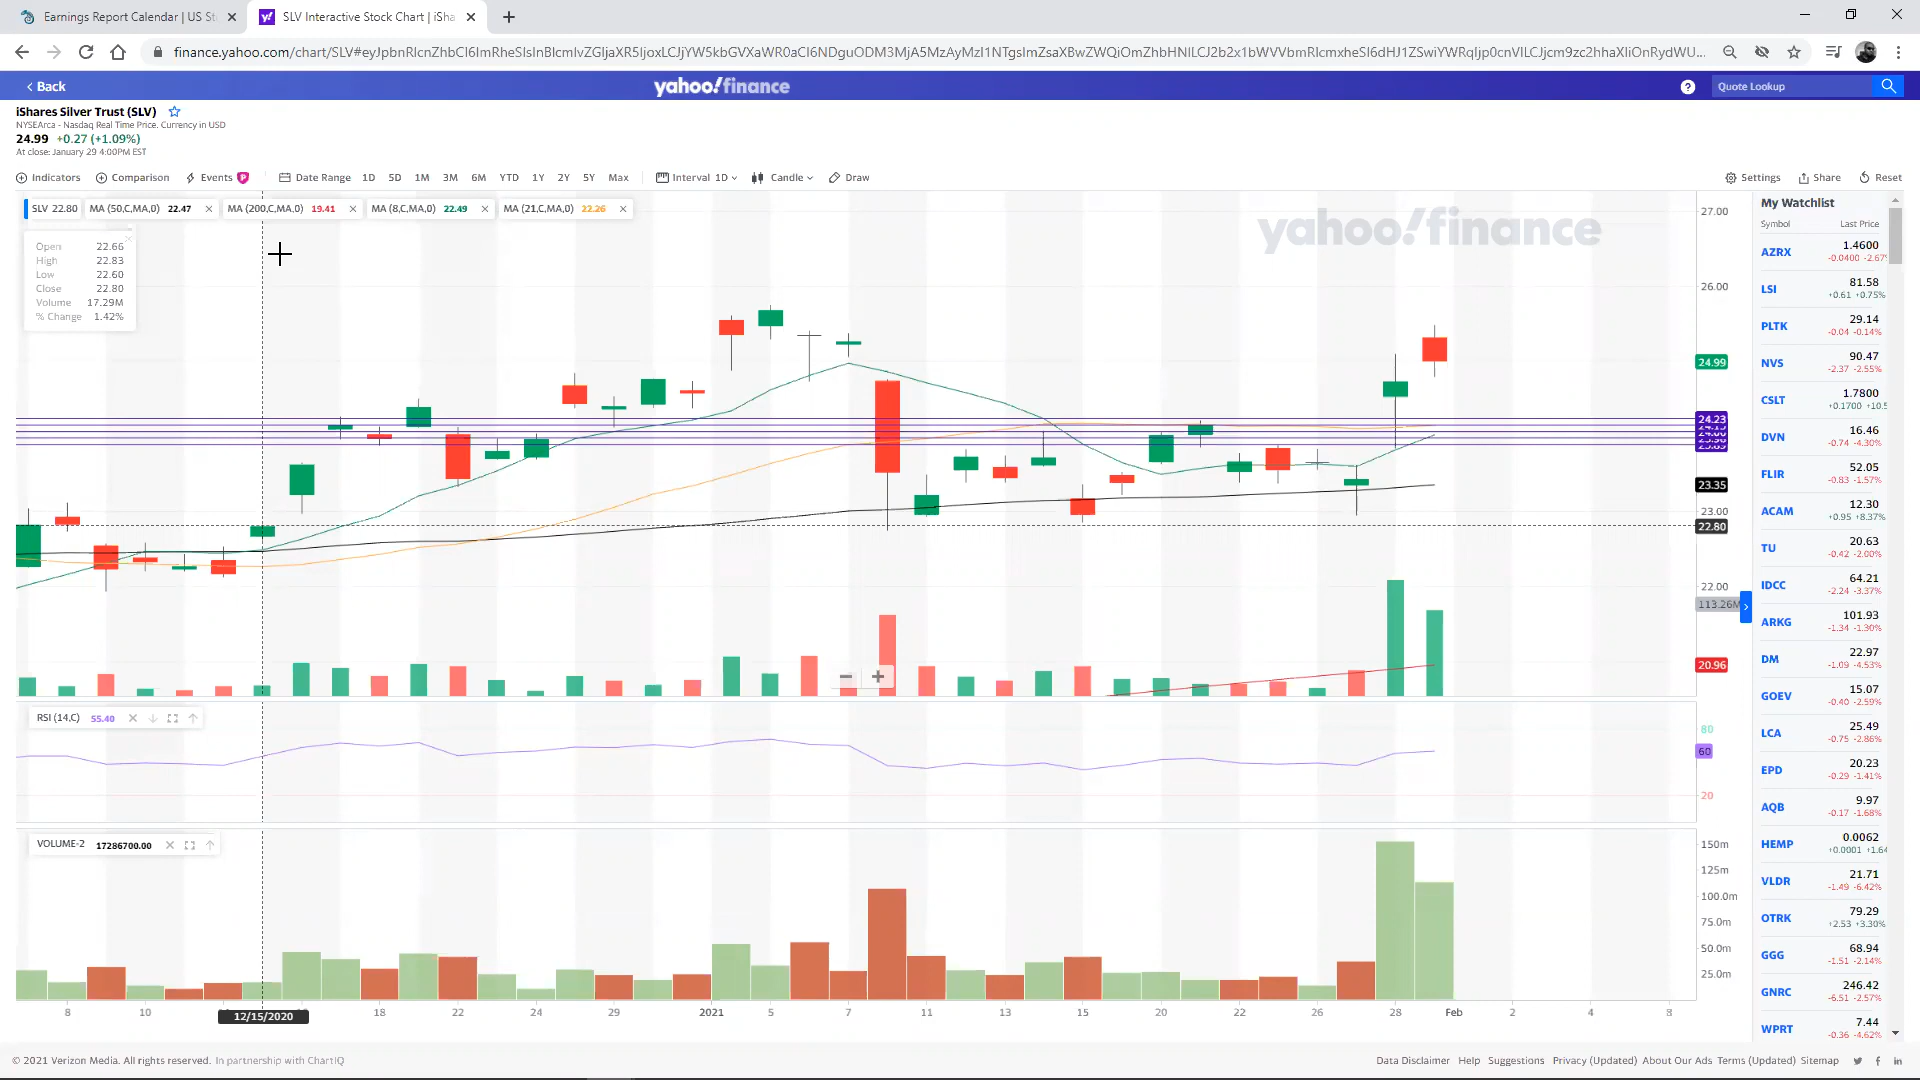 Earnings Report Calendar | US St
SLV Interactive Stock Chart | iSha
Back
yahoo!finance
Quote Lookup
iShares Silver Trust (SLV)
NYSEArca - Nasdaq Real Time Price. Currency in USD
24.99 +0.27 (+1.09%)
At close: January 29 4:00PM EST
Indicators Comparison Events Date Range 1D 5D 1M 3M 6M YTD 1Y 2Y 5Y Max Interval 1D Candle Draw Settings Share Reset
SLV 22.80 MA (50,C,MA,0) 22.47 MA (200,C,MA,0) 19.41 MA (8,C,MA,0) 22.49 MA (21,C,MA,0) 22.26
Open 22.66
High 22.83
Low 22.60
Close 22.80
Volume 17.29M
% Change 1.42%
yahoo!finance
27.00
26.00
24.99
24.23
23.35
23.00
22.80
22.00
113.26M
20.96
RSI (14,C) 55.40
80
60
20
VOLUME-2 17286700.00
150m
125m
100.0m
75.0m
50.0m
25.0m
8 10 12/15/2020 18 22 24 29 2021 5 7 11 13 15 20 22 26 28 Feb 2 4 8
My Watchlist
Symbol Last Price
AZRX 1.4600
-0.0400 -2.67%
LSI 81.58
+0.61 +0.75%
PLTK 29.14
-0.04 -0.14%
NVS 90.47
-2.37 -2.55%
CSLT 1.7800
+0.1700 +10.5
DVN 16.46
-0.74 -4.30%
FLIR 52.05
-0.83 -1.57%
ACAM 12.30
+0.95 +8.37%
TU 20.63
-0.42 -2.00%
IDCC 64.21
-2.24 -3.37%
ARKG 101.93
-1.34 -1.30%
DM 22.97
-1.09 -4.53%
GOEV 15.07
-0.40 -2.59%
LCA 25.49
-0.75 -2.86%
EPD 20.23
-0.29 -1.41%
AQB 9.97
-0.17 -1.68%
HEMP 0.0062
+0.0001 +1.64
VLDR 21.71
-1.49 -6.42%
OTRK 79.29
+2.53 +3.30%
GGG 68.94
-1.51 -2.14%
GNRC 246.42
-6.51 -2.57%
WPRT 7.44
-0.36 -4.62%
© 2021 Verizon Media. All rights reserved. In partnership with ChartIQ
Data Disclaimer Help Suggestions Privacy (Updated) About Our Ads Terms (Updated) Sitemap